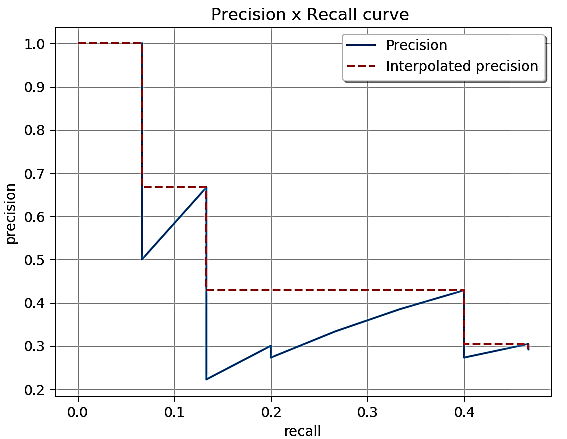 Precision x Recall curve
Precision
Interpolated precision
precision
1.0
0.9
0.8
0.7
0.6
0.5
0.4
0.3
0.2
0.0 0.1 0.2 0.3 0.4
recall